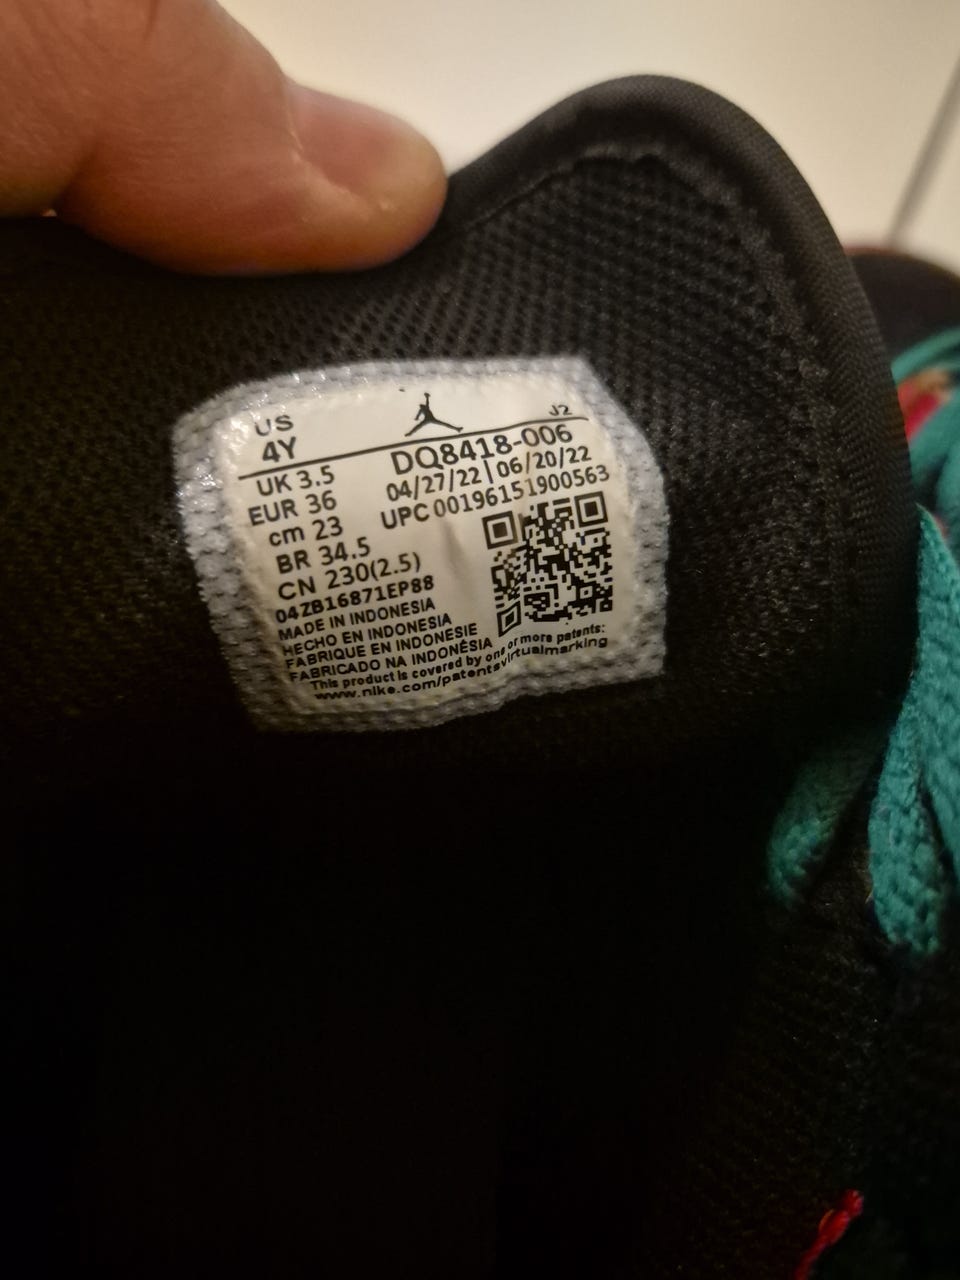 US
4Y
J2
UK 3.5
EUR 36
cm 23
BR 34.5
CN 230(2.5)
DQ8418-006
04/27/22|06/20/22
UPC 00196151900563
04ZB16871EP88
MADE IN INDONESIA
HECHO EN INDONESIA
FABRIQUE EN INDONESIE
FABRICADO NA INDONÉSIA
This product is covered by one or more patents:
www.nike.com/patentsvirtualmarking